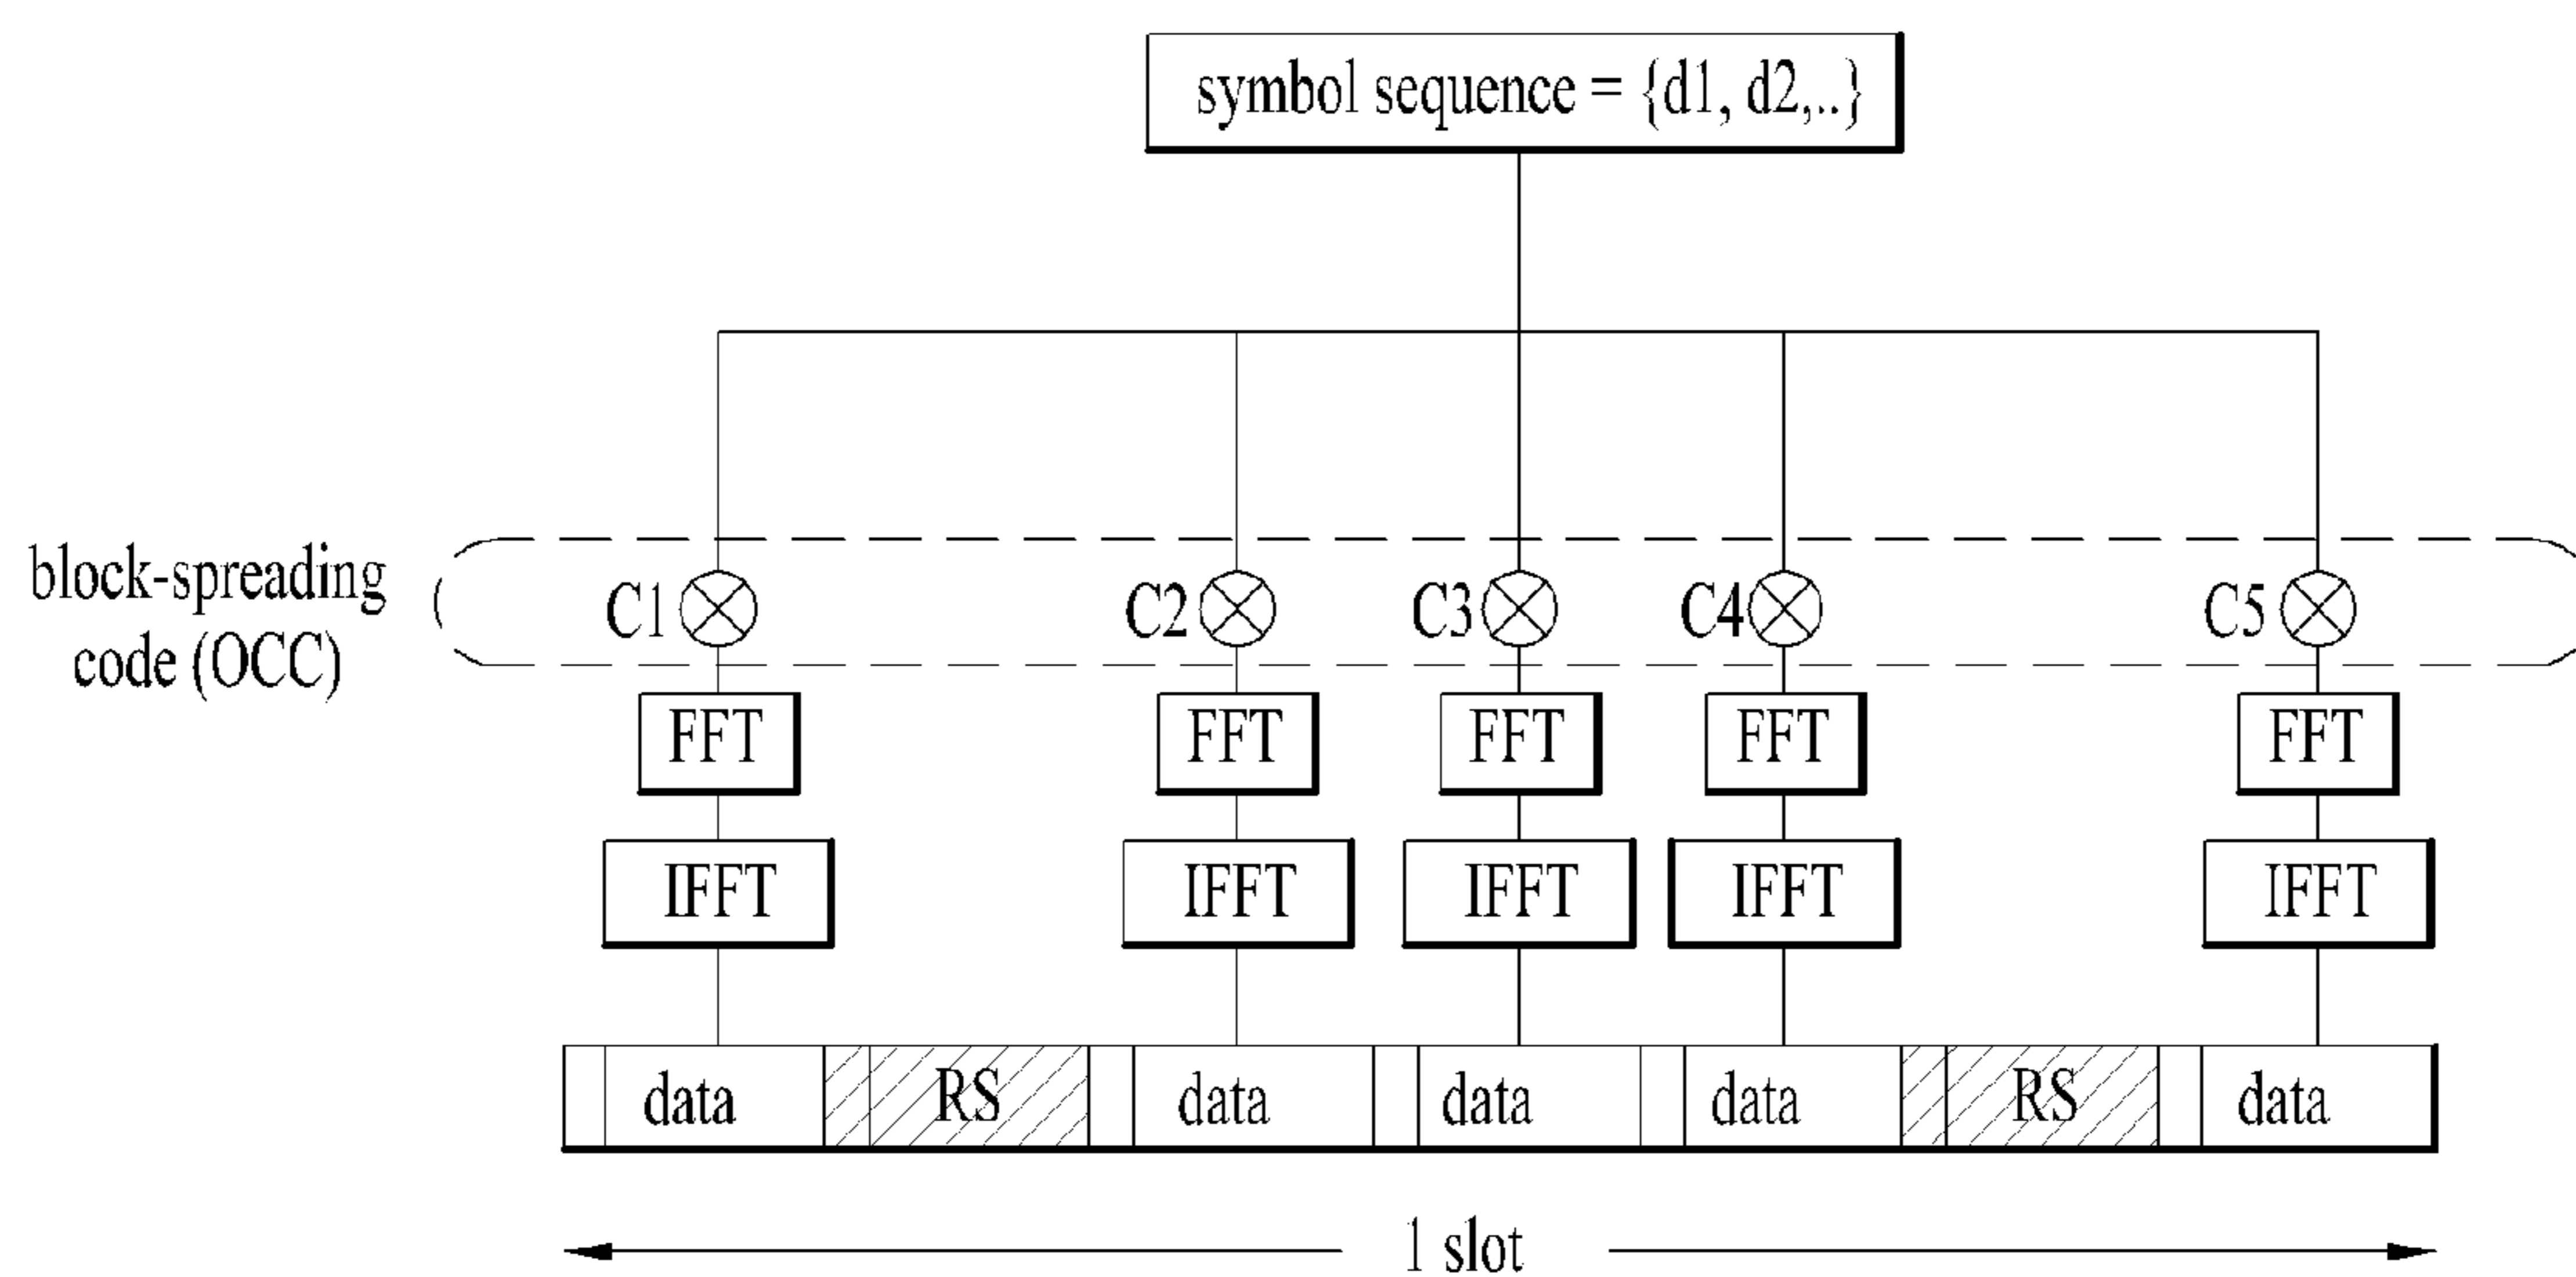 symbol sequence = {d1, d2,..}
block-spreading
code (OCC)
C1 C2 C3 C4 C5
FFT FFT FFT FFT FFT
IFFT IFFT IFFT IFFT IFFT
data RS data data data RS data
1 slot